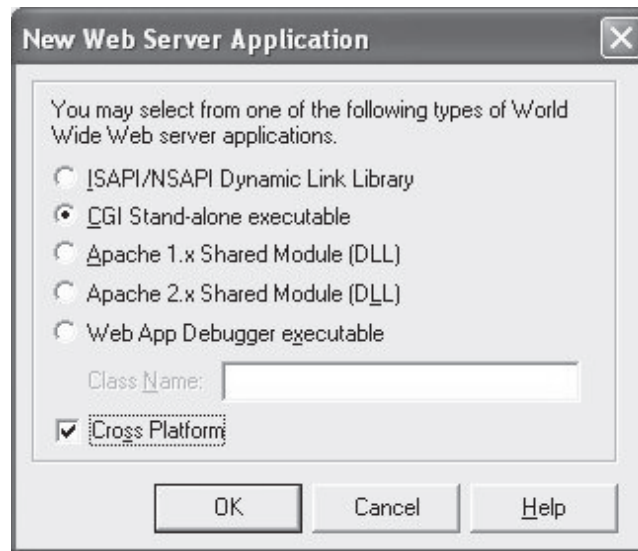 New Web Server Application
You may select from one of the following types of World
Wide Web server applications.
ISAPI/NSAPI Dynamic Link Library
CGI Stand-alone executable
Apache 1.x Shared Module (DLL)
Apache 2.x Shared Module (DLL)
Web App Debugger executable
Class Name:
Cross Platform
OK Cancel Help